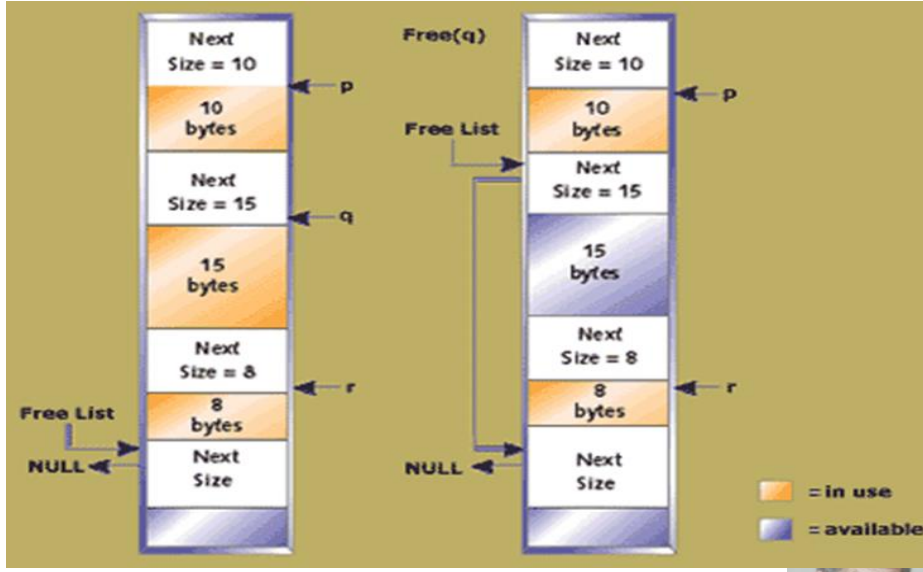 Next
Size = 10
p
10
bytes
Next
Size = 15
q
15
bytes
Next
Size = 8
r
8
bytes
Free List
NULL
Next
Size
Free(q)
Next
Size = 10
p
10
bytes
Free List
Next
Size = 15
15
bytes
Next
Size = 8
r
8
bytes
NULL
Next
Size
= in use
= available